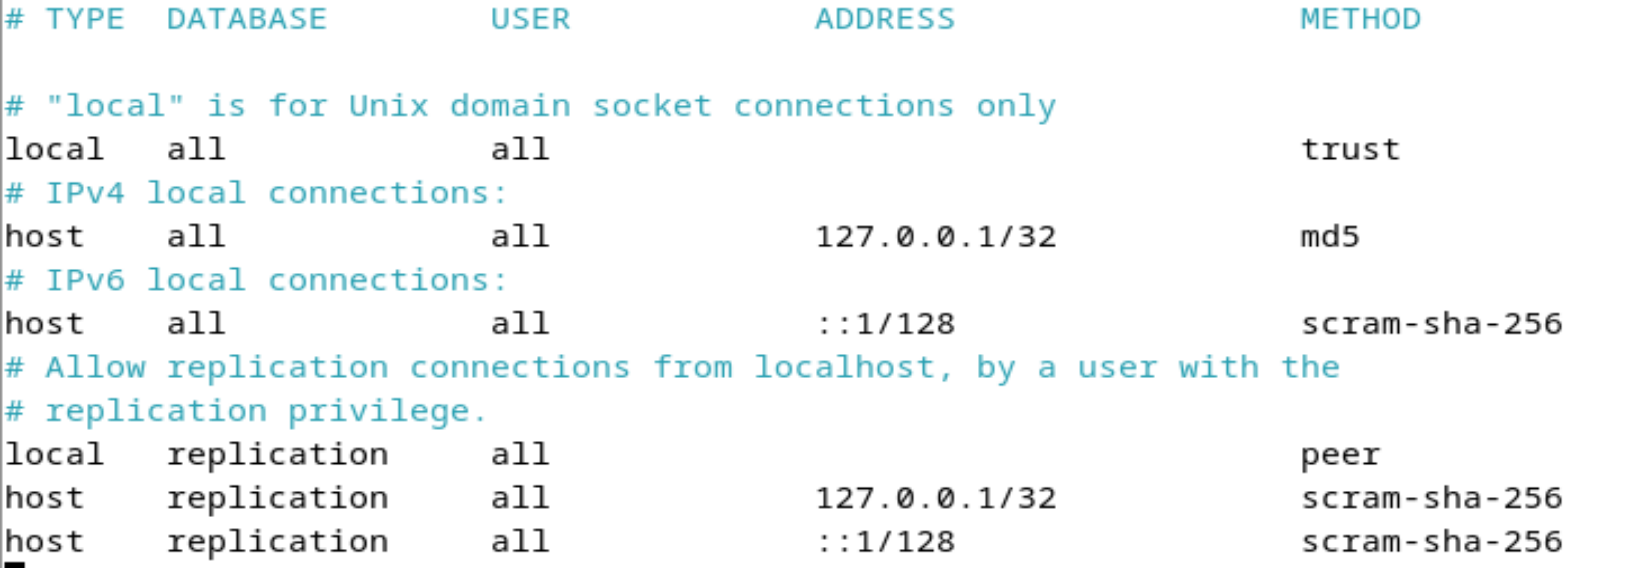 # TYPE  DATABASE        USER            ADDRESS                 METHOD
# "local" is for Unix domain socket connections only
local   all             all                                     trust
# IPv4 local connections:
host    all             all             127.0.0.1/32            md5
# IPv6 local connections:
host    all             all             ::1/128                 scram-sha-256
# Allow replication connections from localhost, by a user with the
# replication privilege.
local   replication     all                                     peer
host    replication     all             127.0.0.1/32            scram-sha-256
host    replication     all             ::1/128                 scram-sha-256